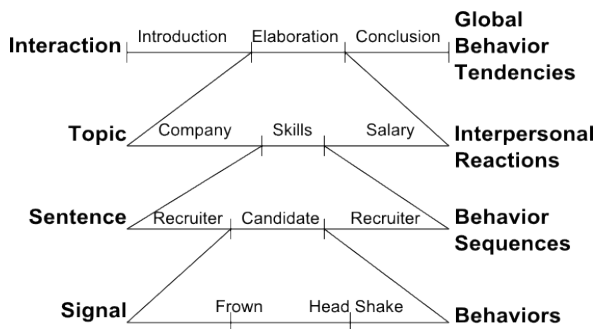 Interaction Introduction Elaboration Conclusion Global
Behavior
Tendencies
Topic Company Skills Salary Interpersonal
Reactions
Sentence Recruiter Candidate Recruiter Behavior
Sequences
Signal Frown Head Shake Behaviors